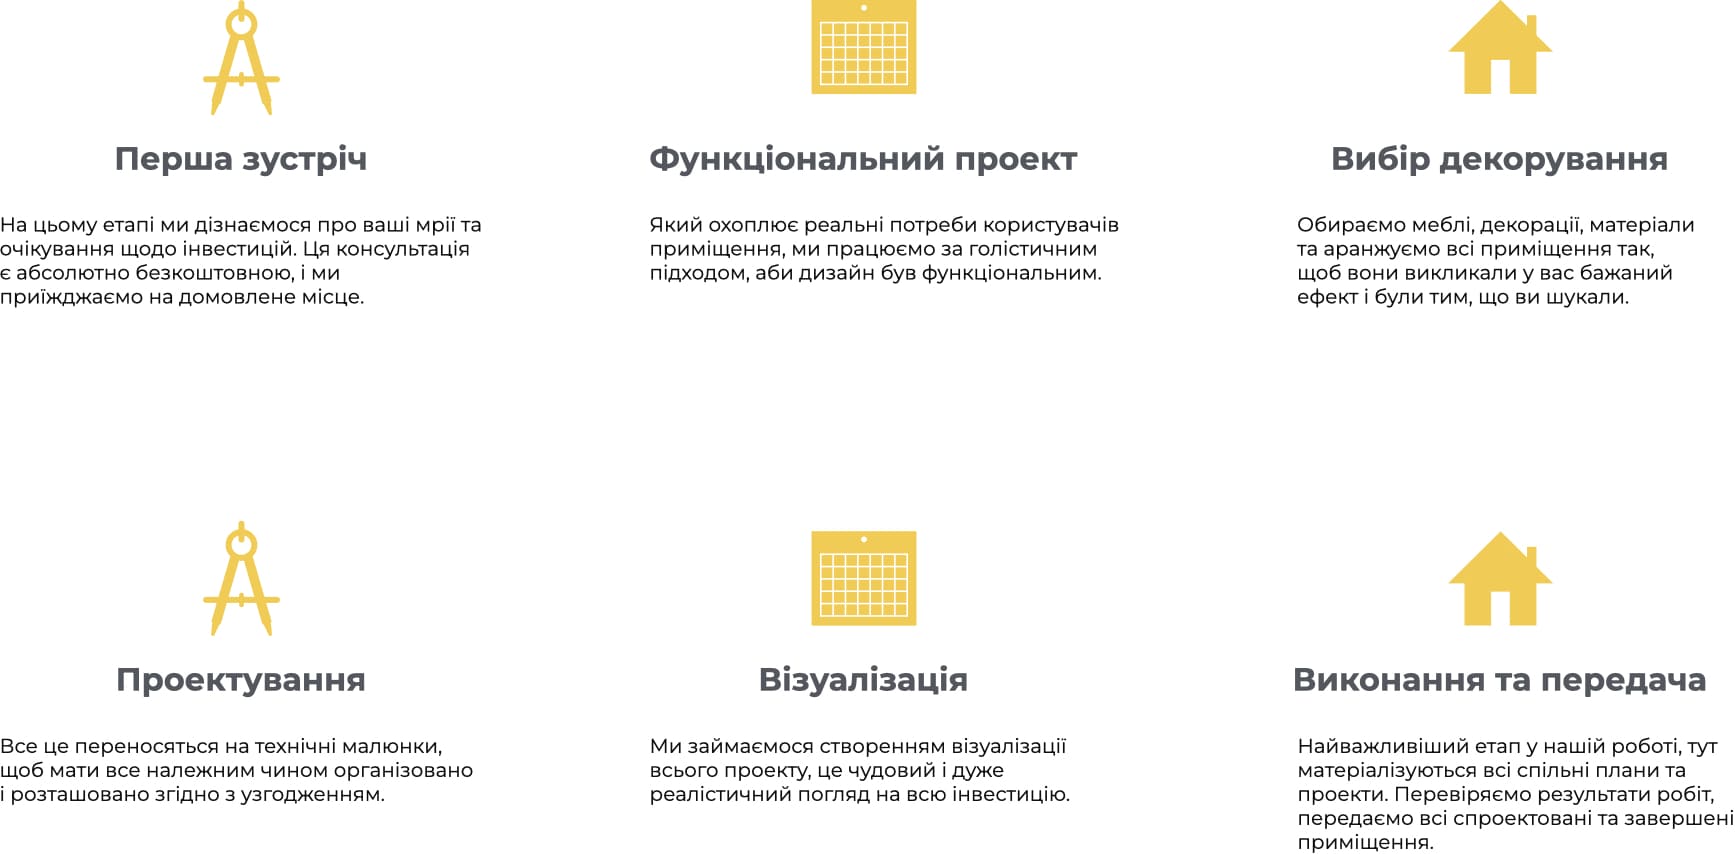 Перша зустріч
На цьому етапі ми дізнаємося про ваші мрії та
очікування щодо інвестицій. Ця консультація
є абсолютно безкоштовною, і ми
приїжджаємо на домовлене місце.
Функціональний проект
Який охоплює реальні потреби користувачів
приміщення, ми працюємо за голістичним
підходом, аби дизайн був функціональним.
Вибір декорування
Обираємо меблі, декорації, матеріали
та аранжуємо всі приміщення так,
щоб вони викликали у вас бажаний
ефект і були тим, що ви шукали.
Проектування
Все це переносяться на технічні малюнки,
щоб мати все належним чином організовано
і розташовано згідно з узгодженням.
Візуалізація
Ми займаємося створенням візуалізації
всього проекту, це чудовий і дуже
реалістичний погляд на всю інвестицію.
Виконання та передача
Найважливіший етап у нашій роботі, тут
матеріалізуються всі спільні плани та
проекти. Перевіряємо результати робіт,
передаємо всі спроектовані та завершені
приміщення.